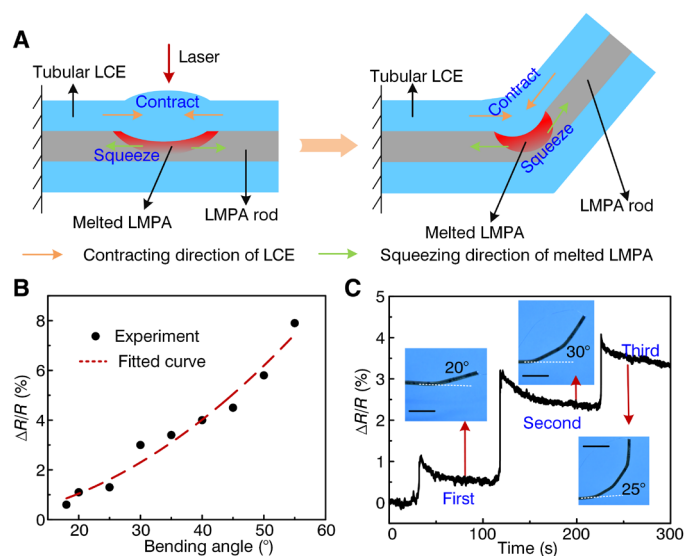 A
Laser
Tubular LCE
Contract
Squeeze
Melted LMPA
LMPA rod
Tubular LCE
Contract
Squeeze
Melted LMPA
LMPA rod
Contracting direction of LCE
Squeezing direction of melted LMPA
B
8
6
4
2
0
ΔR/R (%)
Experiment
Fitted curve
20
30
40
50
60
Bending angle (°)
C
5
4
3
2
1
0
ΔR/R (%)
20°
30°
25°
First
Second
Third
0
100
200
300
Time (s)